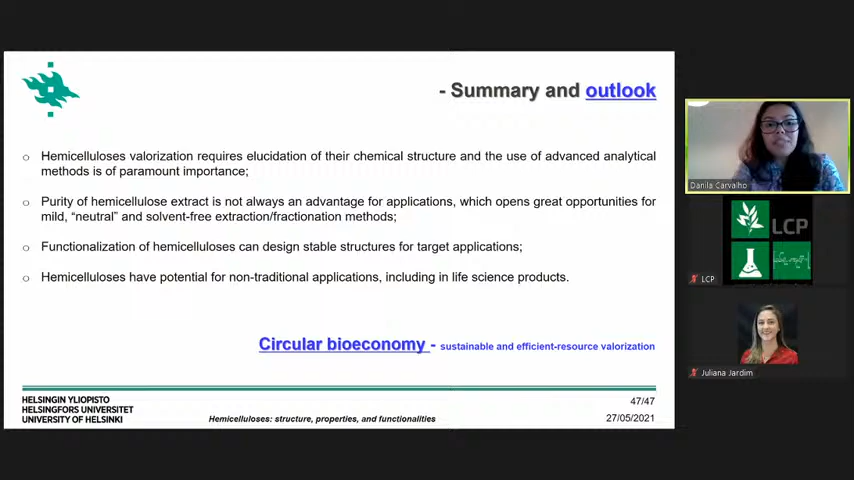 - Summary and outlook
○ Hemicelluloses valorization requires elucidation of their chemical structure and the use of advanced analytical
methods is of paramount importance;
○ Purity of hemicellulose extract is not always an advantage for applications, which opens great opportunities for
mild, “neutral” and solvent-free extraction/fractionation methods;
○ Functionalization of hemicelluloses can design stable structures for target applications;
○ Hemicelluloses have potential for non-traditional applications, including in life science products.
Circular bioeconomy - sustainable and efficient-resource valorization
HELSINGIN YLIOPISTO
HELSINGFORS UNIVERSITET
UNIVERSITY OF HELSINKI
Hemicelluloses: structure, properties, and functionalities
47/47
27/05/2021
Danila Carvalho
LCP
LCP
Juliana Jardim